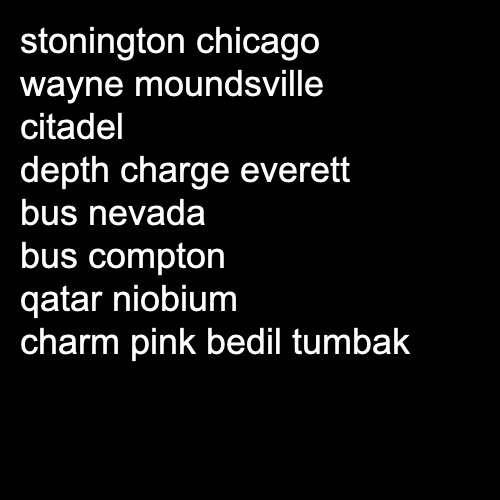 stonington chicago
wayne moundsville
citadel
depth charge everett
bus nevada
bus compton
qatar niobium
charm pink bedil tumbak